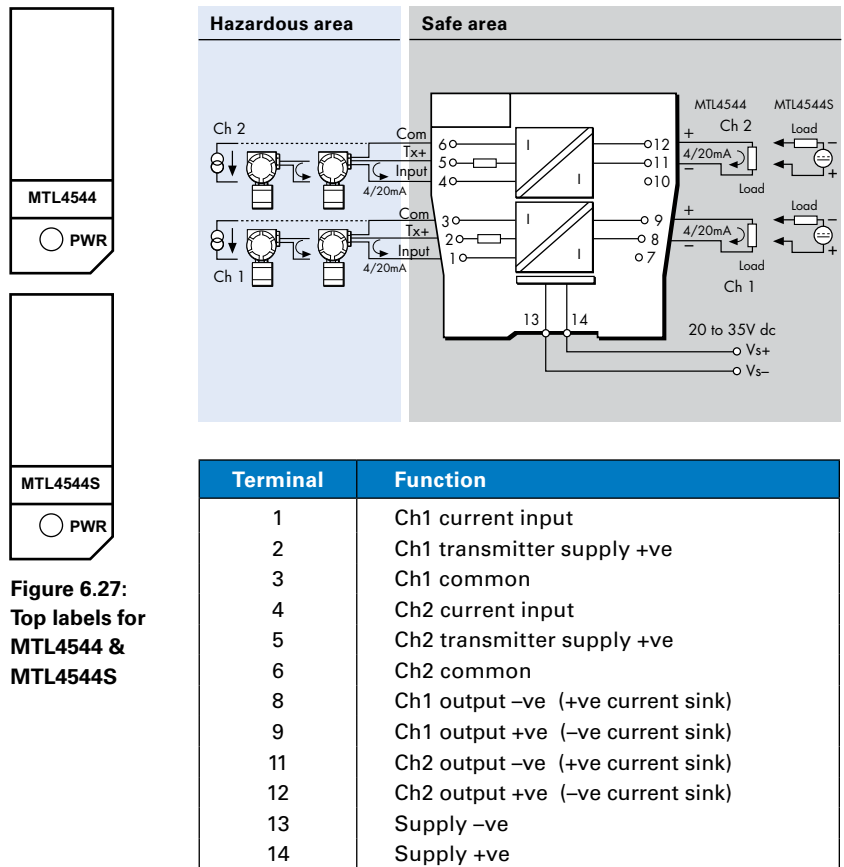 MTL4544
PWR
MTL4544S
PWR
Figure 6.27:
Top labels for
MTL4544 &
MTL4544S
Hazardous area
Safe area
Ch 2
Com
Tx+
Input
4/20mA
Com
Tx+
Input
4/20mA
Ch 1
6
5
4
3
2
1
I
I
I
I
12
11
10
9
8
7
13
14
MTL4544
MTL4544S
+
Ch 2
4/20mA
–
Load
Load
–
+
+
4/20mA
–
Load
Ch 1
Load
–
+
20 to 35V dc
Vs+
Vs–
Terminal Function
1 Ch1 current input
2 Ch1 transmitter supply +ve
3 Ch1 common
4 Ch2 current input
5 Ch2 transmitter supply +ve
6 Ch2 common
8 Ch1 output –ve (+ve current sink)
9 Ch1 output +ve (–ve current sink)
11 Ch2 output –ve (+ve current sink)
12 Ch2 output +ve (–ve current sink)
13 Supply –ve
14 Supply +ve